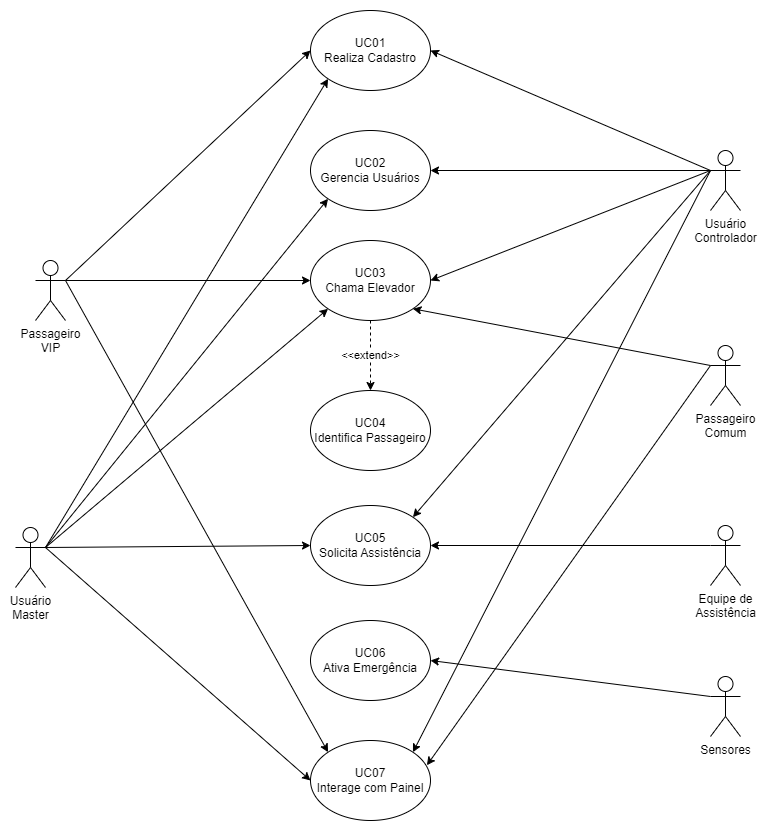 UC01
Realiza Cadastro
UC02
Gerencia Usuários
Usuário
Controlador
UC03
Chama Elevador
Passageiro
VIP
<<extend>>
Passageiro
Comum
UC04
Identifica Passageiro
UC05
Solicita Assistência
Usuário
Master
Equipe de
Assistência
UC06
Ativa Emergência
Sensores
UC07
Interage com Painel